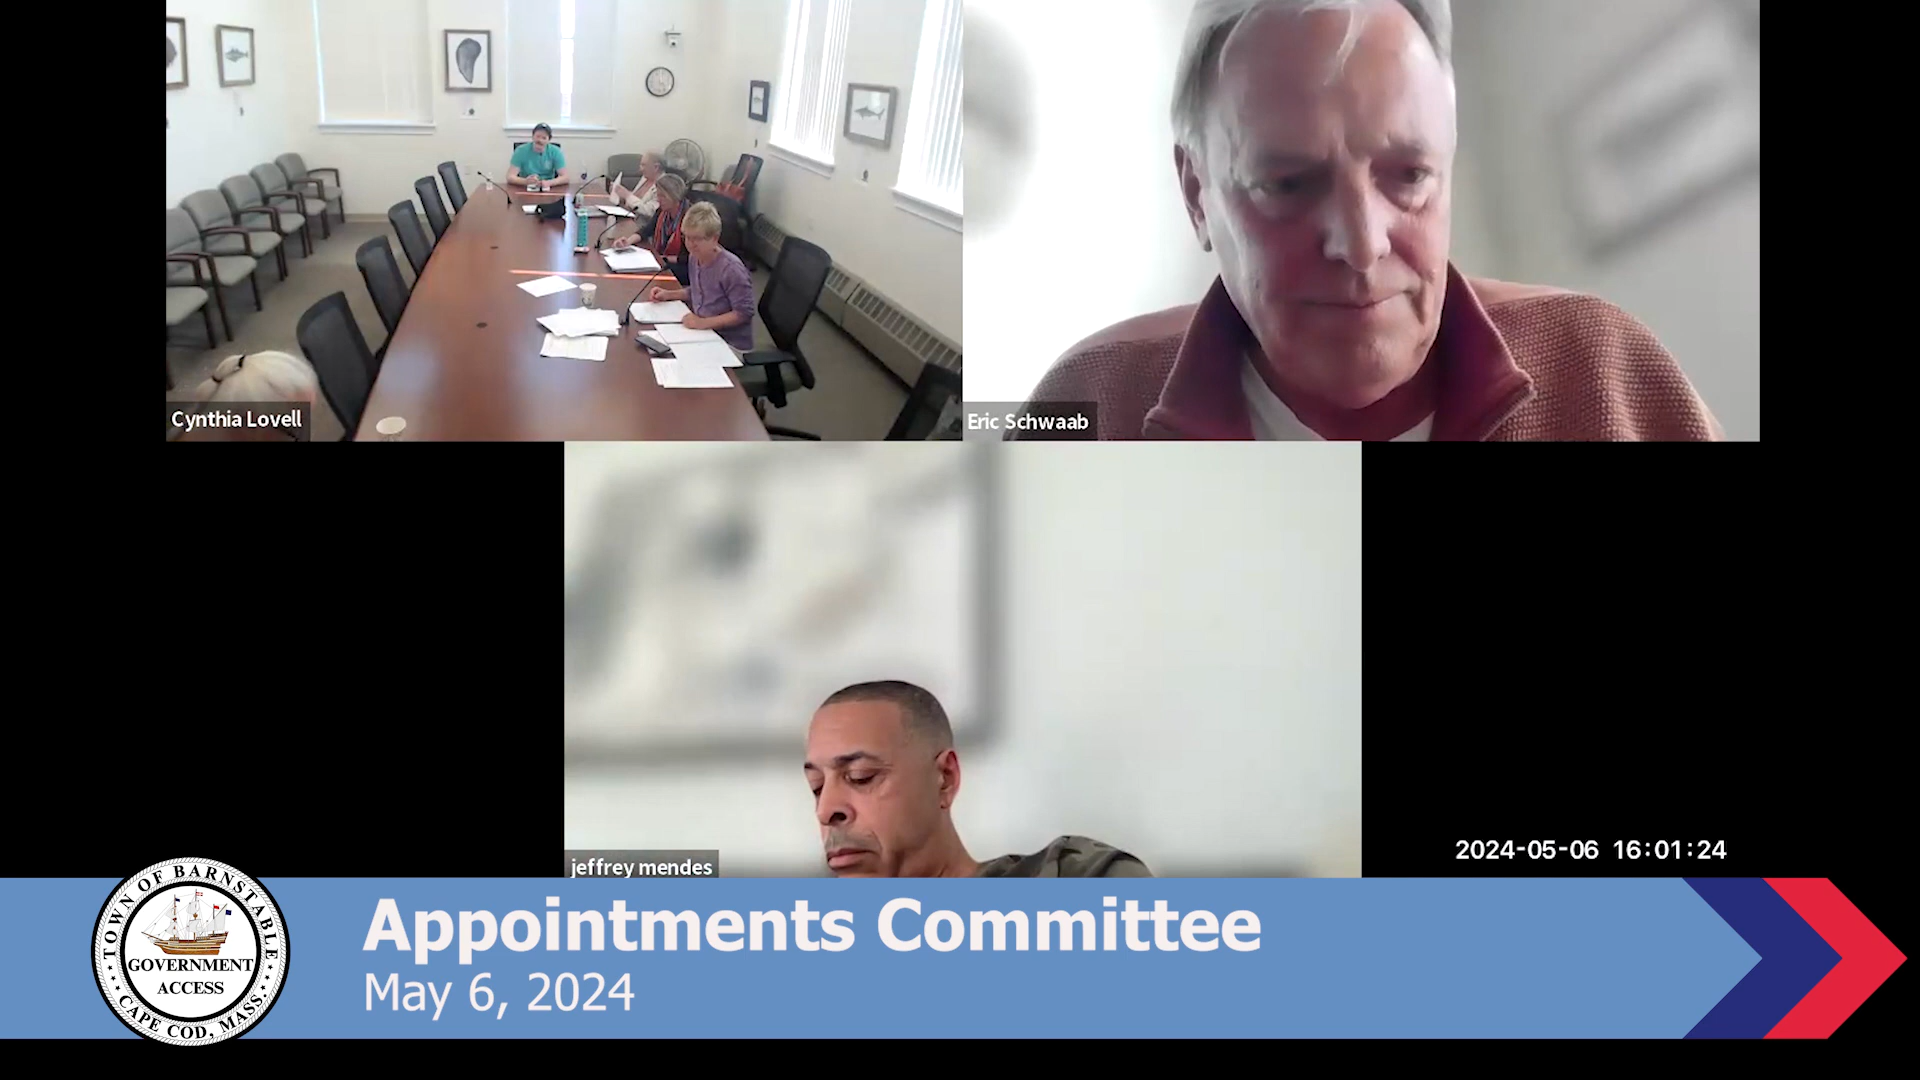 Cynthia Lovell
Eric Schwaab
jeffrey mendes
2024-05-06 16:01:24
Appointments Committee
May 6, 2024
TOWN OF BARNSTABLE
GOVERNMENT
ACCESS
CAPE COD, MASS.